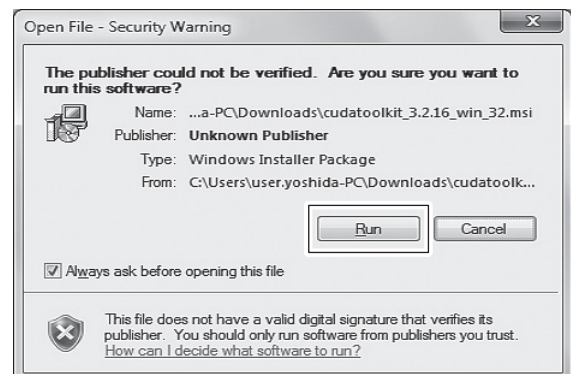 Open File - Security Warning
The publisher could not be verified. Are you sure you want to
run this software?
Name: ...a-PC\Downloads\cudatoolkit_3.2.16_win_32.msi
Publisher: Unknown Publisher
Type: Windows Installer Package
From: C:\Users\user.yoshida-PC\Downloads\cudatoolk...
Run Cancel
Always ask before opening this file
This file does not have a valid digital signature that verifies its
publisher. You should only run software from publishers you trust.
How can I decide what software to run?